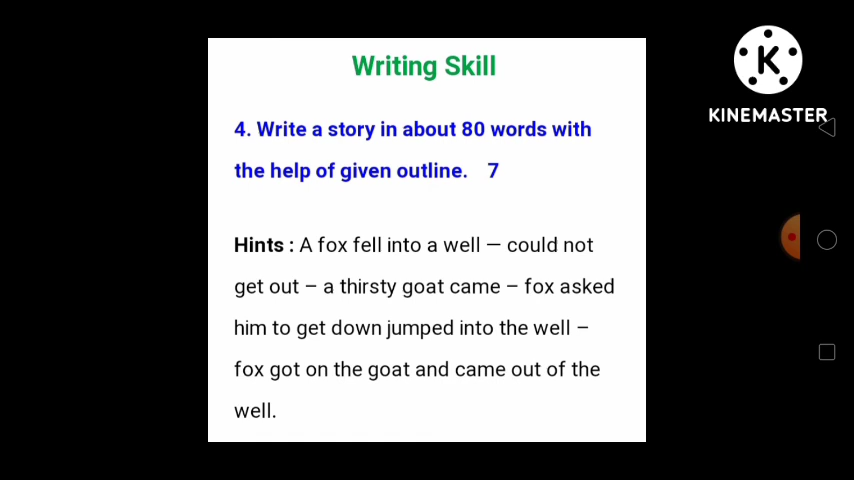 Writing Skill
4. Write a story in about 80 words with
the help of given outline. 7
Hints : A fox fell into a well — could not
get out – a thirsty goat came – fox asked
him to get down jumped into the well –
fox got on the goat and came out of the
well.
K
KINEMASTER